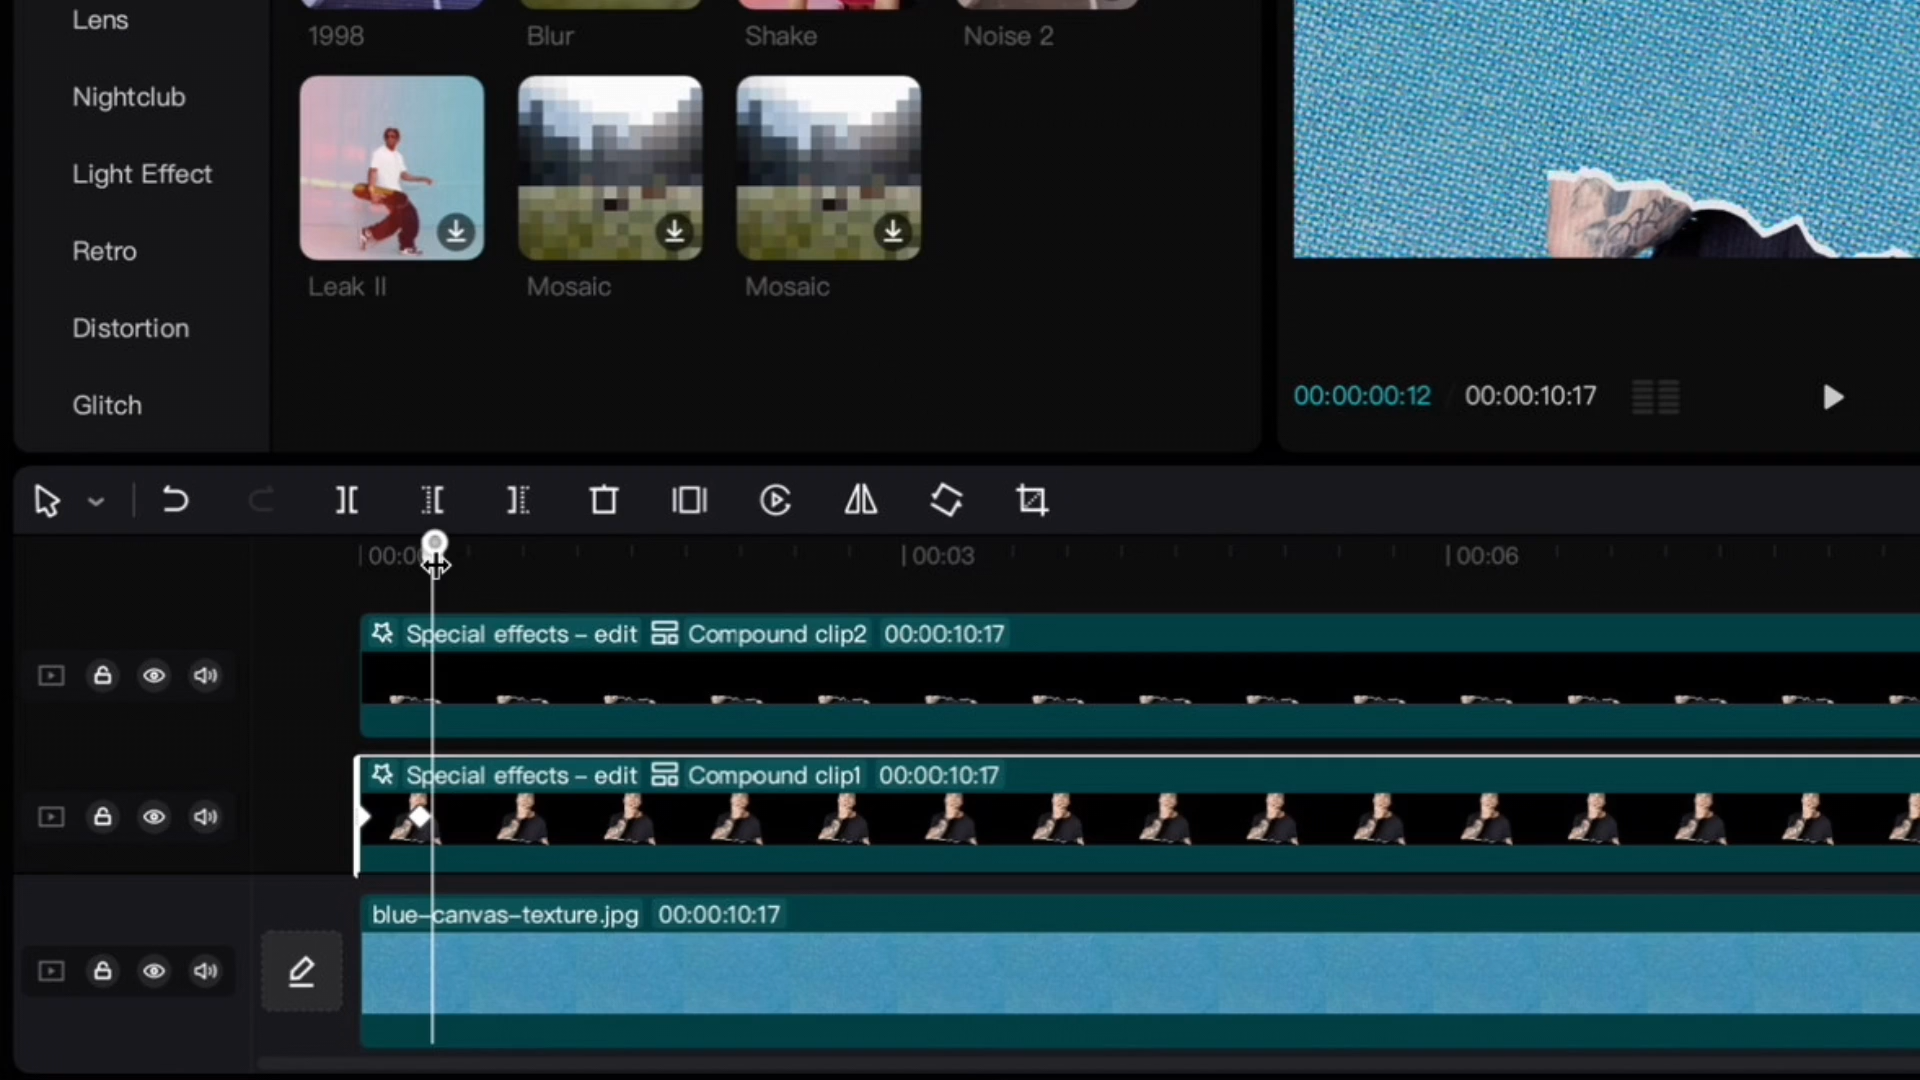 Lens
Nightclub
Light Effect
Retro
Distortion
Glitch
1998
Blur
Shake
Noise 2
Leak II
Mosaic
Mosaic
00:00:00:12
00:00:10:17
00:03
00:06
Special effects – edit Compound clip2 00:00:10:17
Special effects – edit Compound clip1 00:00:10:17
blue-canvas-texture.jpg 00:00:10:17